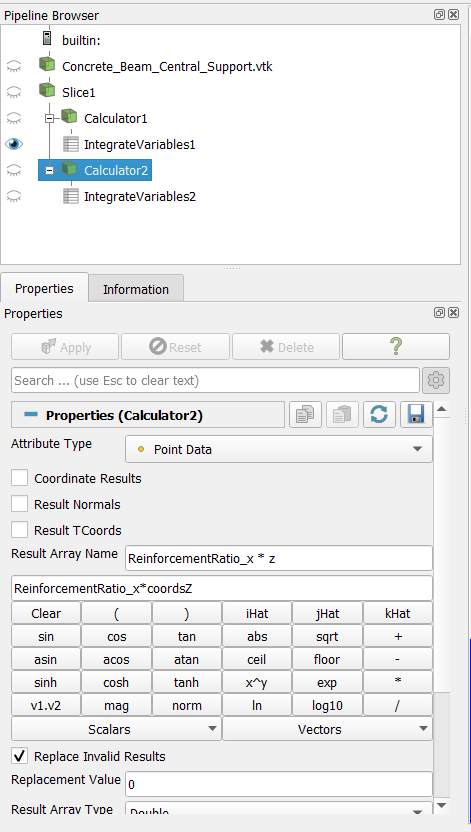 Pipeline Browser
builtin:
Concrete_Beam_Central_Support.vtk
Slice1
Calculator1
IntegrateVariables1
Calculator2
IntegrateVariables2
Properties Information
Properties
Apply Reset Delete ?
Search ... (use Esc to clear text)
Properties (Calculator2)
Attribute Type Point Data
Coordinate Results
Result Normals
Result TCoords
Result Array Name ReinforcementRatio_x * z
ReinforcementRatio_x*coordsZ
Clear ( ) iHat jHat kHat
sin cos tan abs sqrt +
asin acos atan ceil floor -
sinh cosh tanh x^y exp *
v1.v2 mag norm ln log10 /
Scalars Vectors
Replace Invalid Results
Replacement Value 0
Result Array Type Double